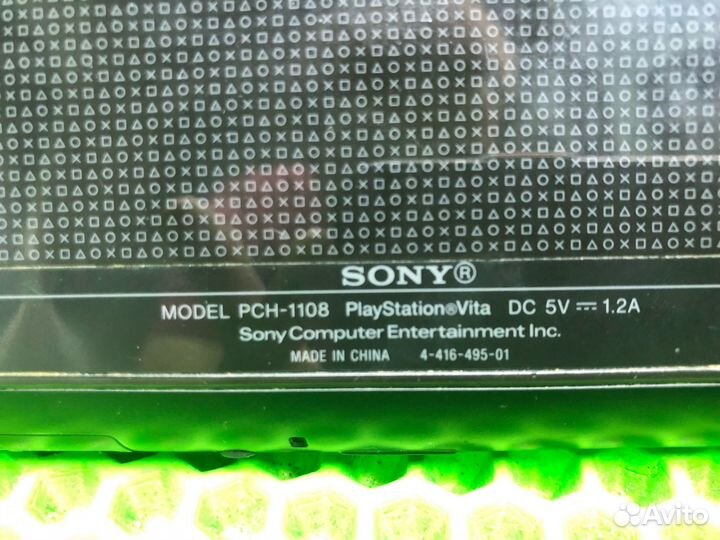 SONY®
MODEL PCH-1108 PlayStation®Vita DC 5V⎓1.2A
Sony Computer Entertainment Inc.
MADE IN CHINA 4-416-495-01
Avito